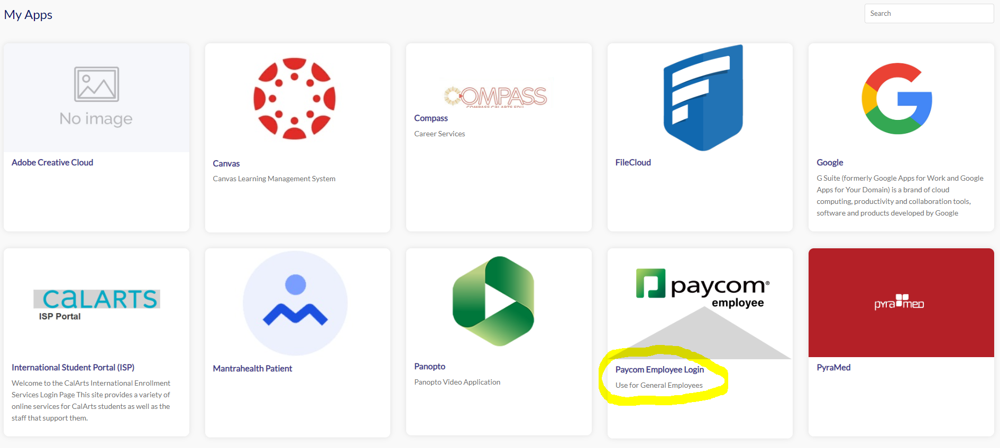 My Apps
Search
No image
Adobe Creative Cloud
Canvas
Canvas Learning Management System
COMPASS
COMPASS.CALARTS.EDU
Compass
Career Services
FileCloud
Google
G Suite (formerly Google Apps for Work and Google
Apps for Your Domain) is a brand of cloud
computing, productivity and collaboration tools,
software and products developed by Google
CALARTS
ISP Portal
International Student Portal (ISP)
Welcome to the CalArts International Enrollment
Services Login Page This site provides a variety of
online services for CalArts students as well as the
staff that support them.
Mantrahealth Patient
Panopto
Panopto Video Application
paycom®
employee
Paycom Employee Login
Use for General Employees
pyramed
PyraMed